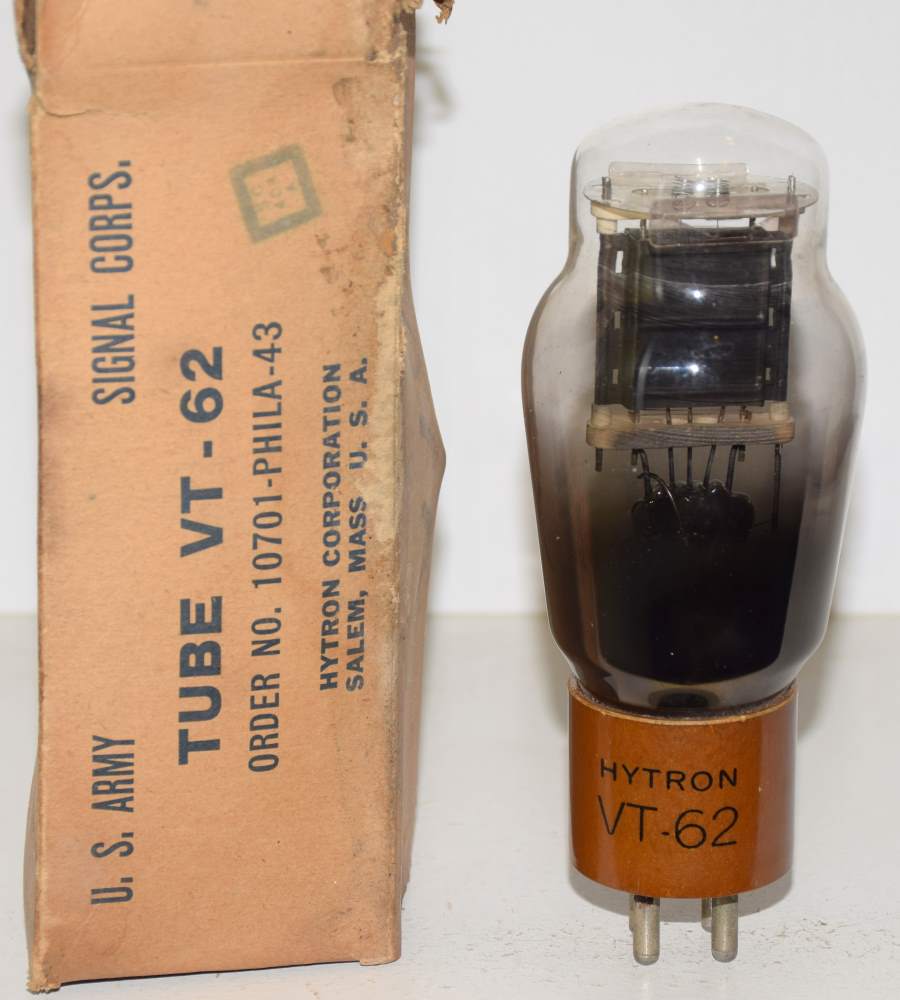 U. S. ARMY SIGNAL CORPS.
TUBE VT-62
ORDER NO. 10701-PHILA-43
HYTRON CORPORATION
SALEM, MASS U. S. A.
HYTRON
VT-62